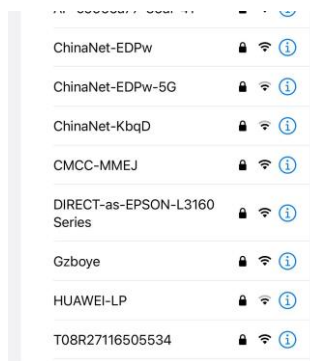 ChinaNet-EDPw
ChinaNet-EDPw-5G
ChinaNet-KbqD
CMCC-MMEJ
DIRECT-as-EPSON-L3160
Series
Gzboye
HUAWEI-LP
T08R27116505534